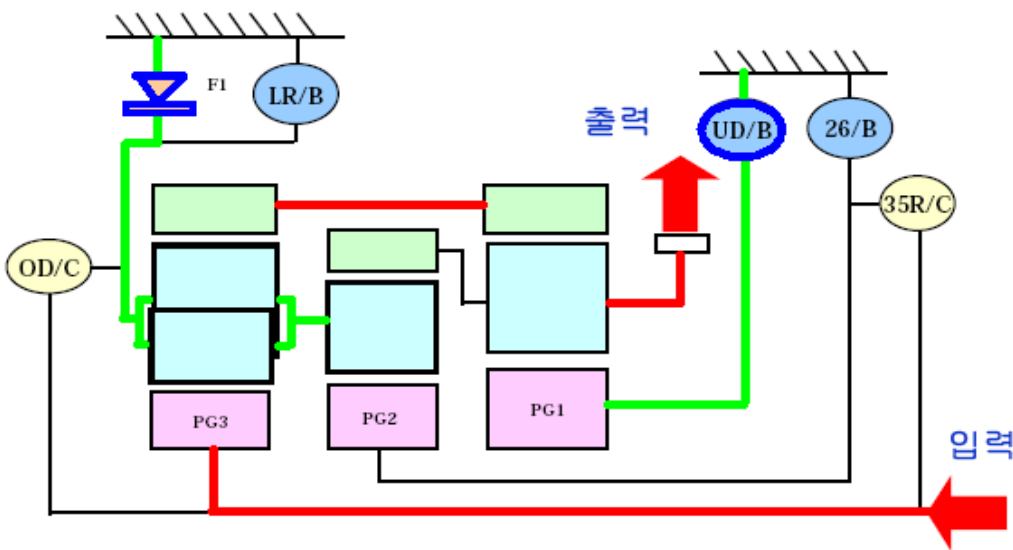 F1
LR/B
출력
UD/B
26/B
35R/C
OD/C
PG3
PG2
PG1
입력